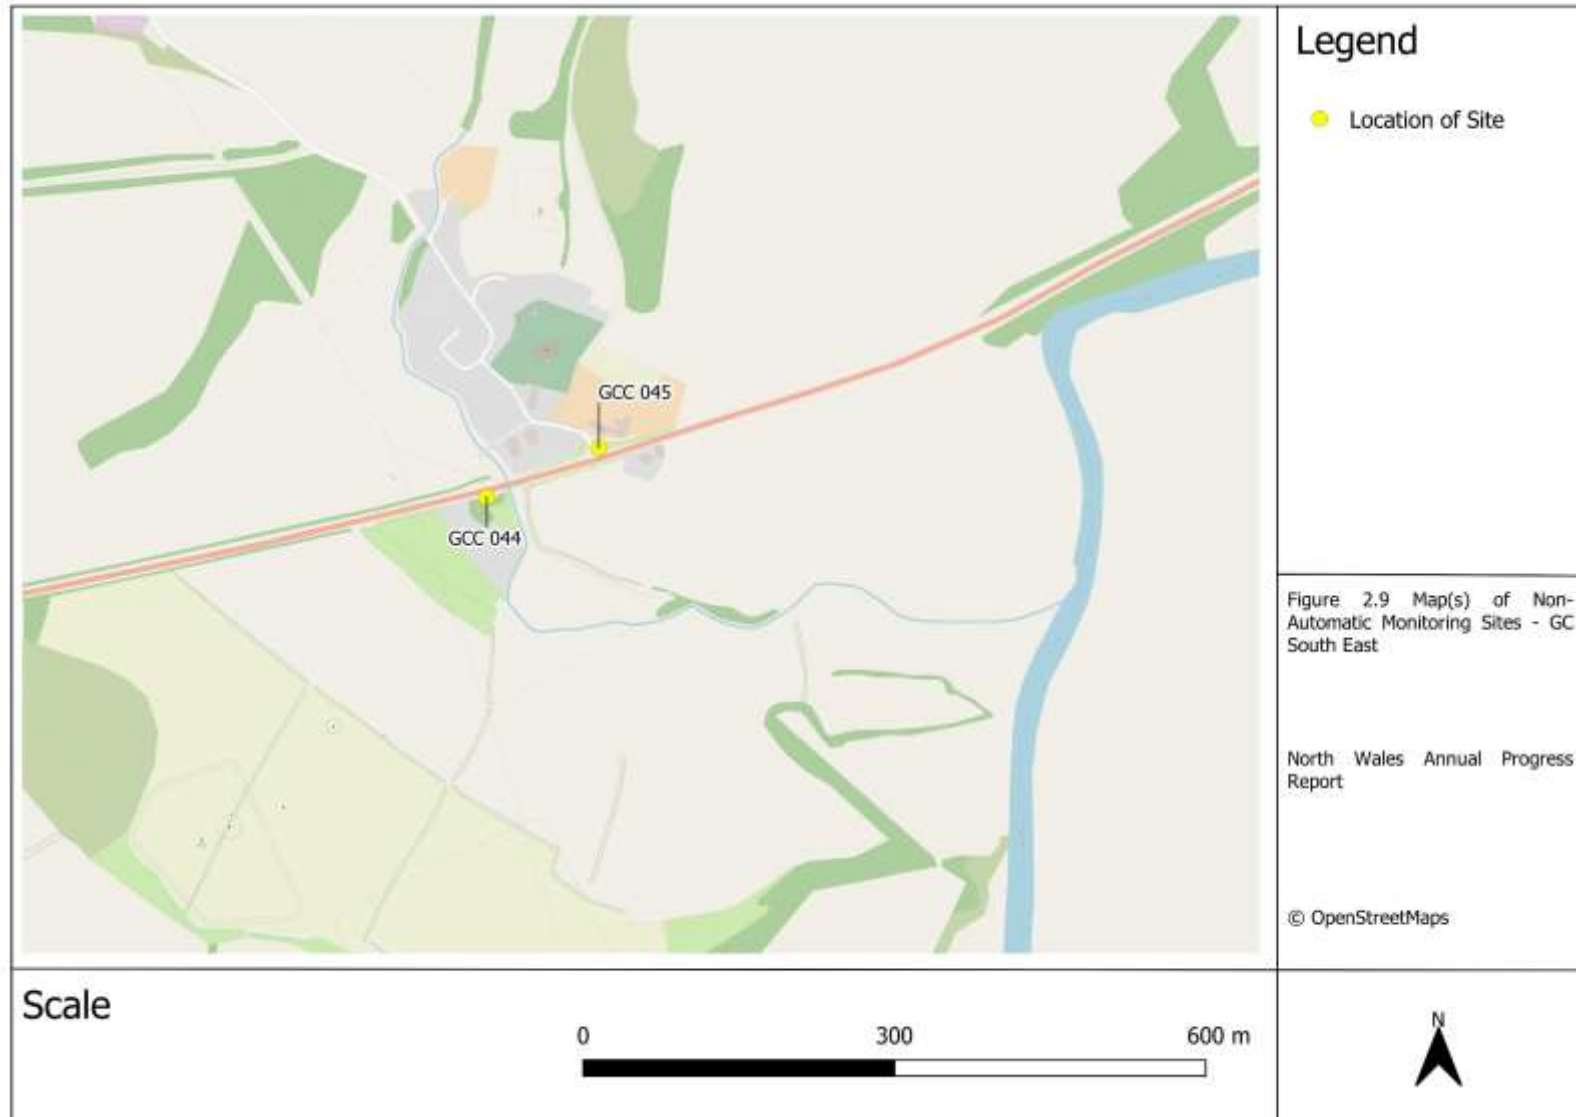 Legend
Location of Site
GCC 045
GCC 044
Figure 2.9 Map(s) of Non-
Automatic Monitoring Sites - GC
South East
North Wales Annual Progress
Report
© OpenStreetMaps
Scale
0 300 600 m
N